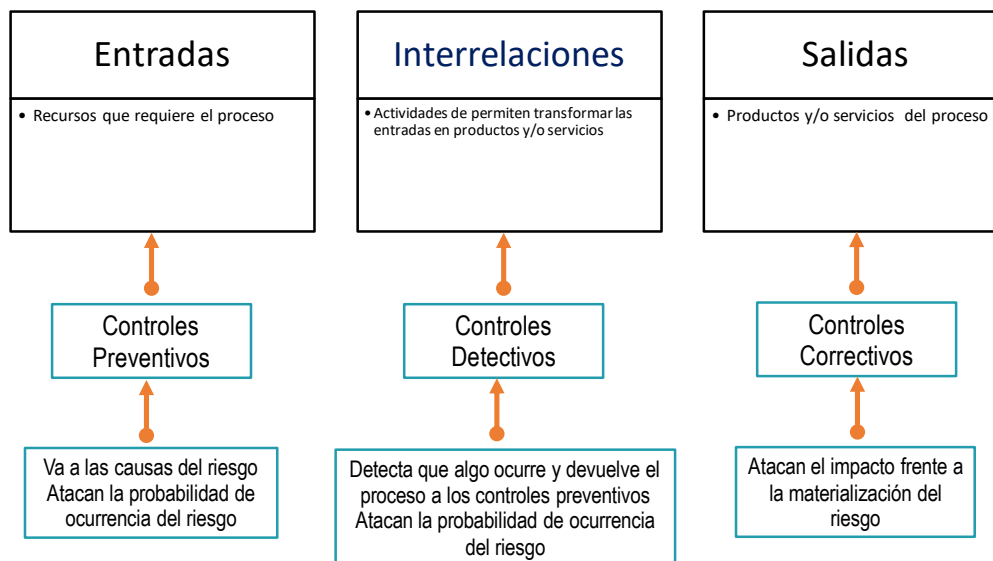 Entradas
• Recursos que requiere el proceso
Interrelaciones
• Actividades de permiten transformar las
entradas en productos y/o servicios
Salidas
• Productos y/o servicios del proceso
Controles
Preventivos
Controles
Detectivos
Controles
Correctivos
Va a las causas del riesgo
Atacan la probabilidad de
ocurrencia del riesgo
Detecta que algo ocurre y devuelve el
proceso a los controles preventivos
Atacan la probabilidad de ocurrencia
del riesgo
Atacan el impacto frente a
la materialización del
riesgo